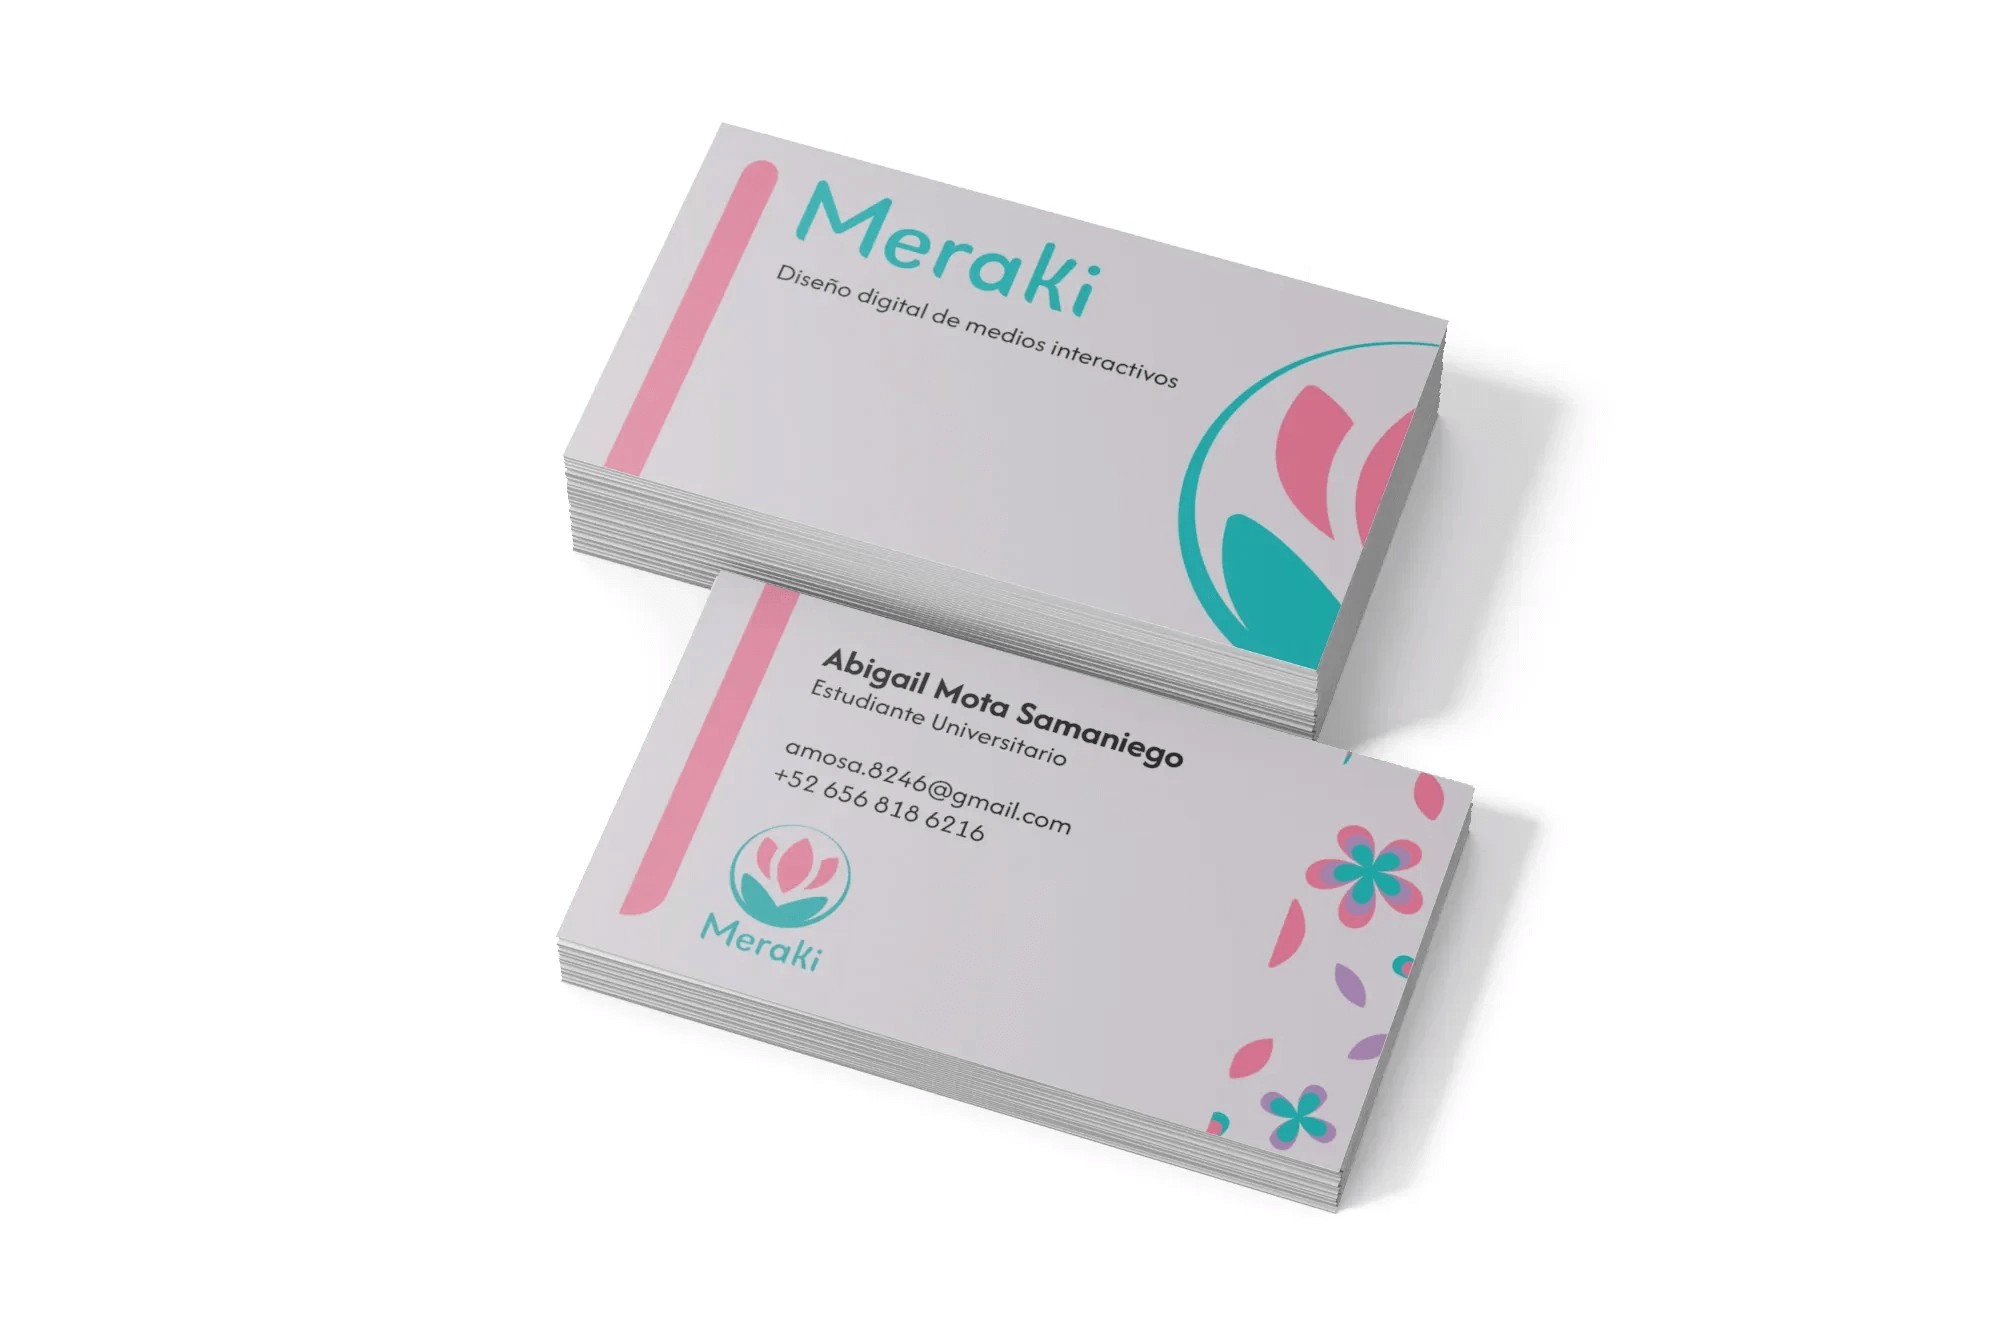 Meraki
Diseño digital de medios interactivos
Abigail Mota Samaniego
Estudiante Universitario
amosa.8246@gmail.com
+52 656 818 6216
Meraki